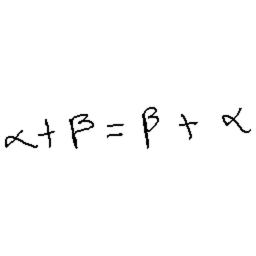 α + β = β + α